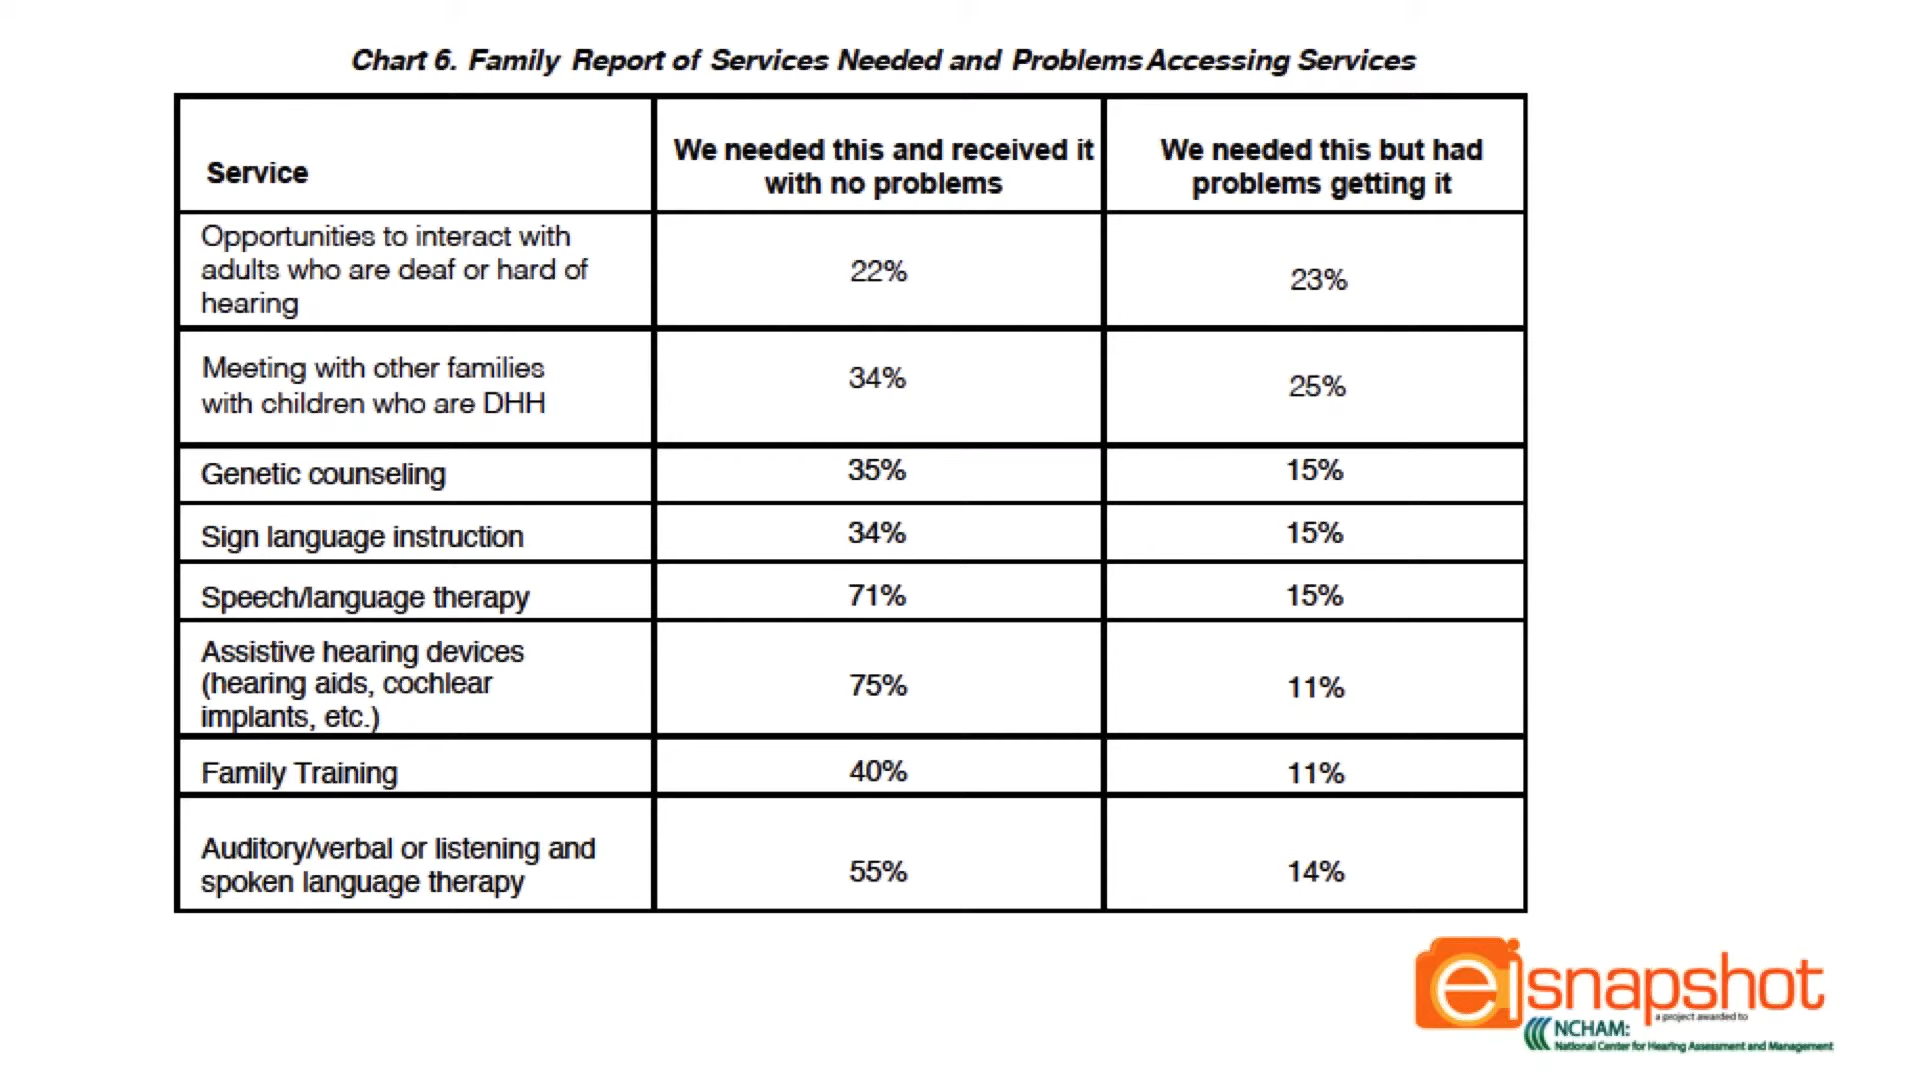 Chart 6. Family Report of Services Needed and Problems Accessing Services
Service
We needed this and received it
with no problems
We needed this but had
problems getting it
Opportunities to interact with
adults who are deaf or hard of
hearing
22%
23%
Meeting with other families
with children who are DHH
34%
25%
Genetic counseling
35%
15%
Sign language instruction
34%
15%
Speech/language therapy
71%
15%
Assistive hearing devices
(hearing aids, cochlear
implants, etc.)
75%
11%
Family Training
40%
11%
Auditory/verbal or listening and
spoken language therapy
55%
14%
ei snapshot
a project awarded to
NCHAM:
National Center for Hearing Assessment and Management